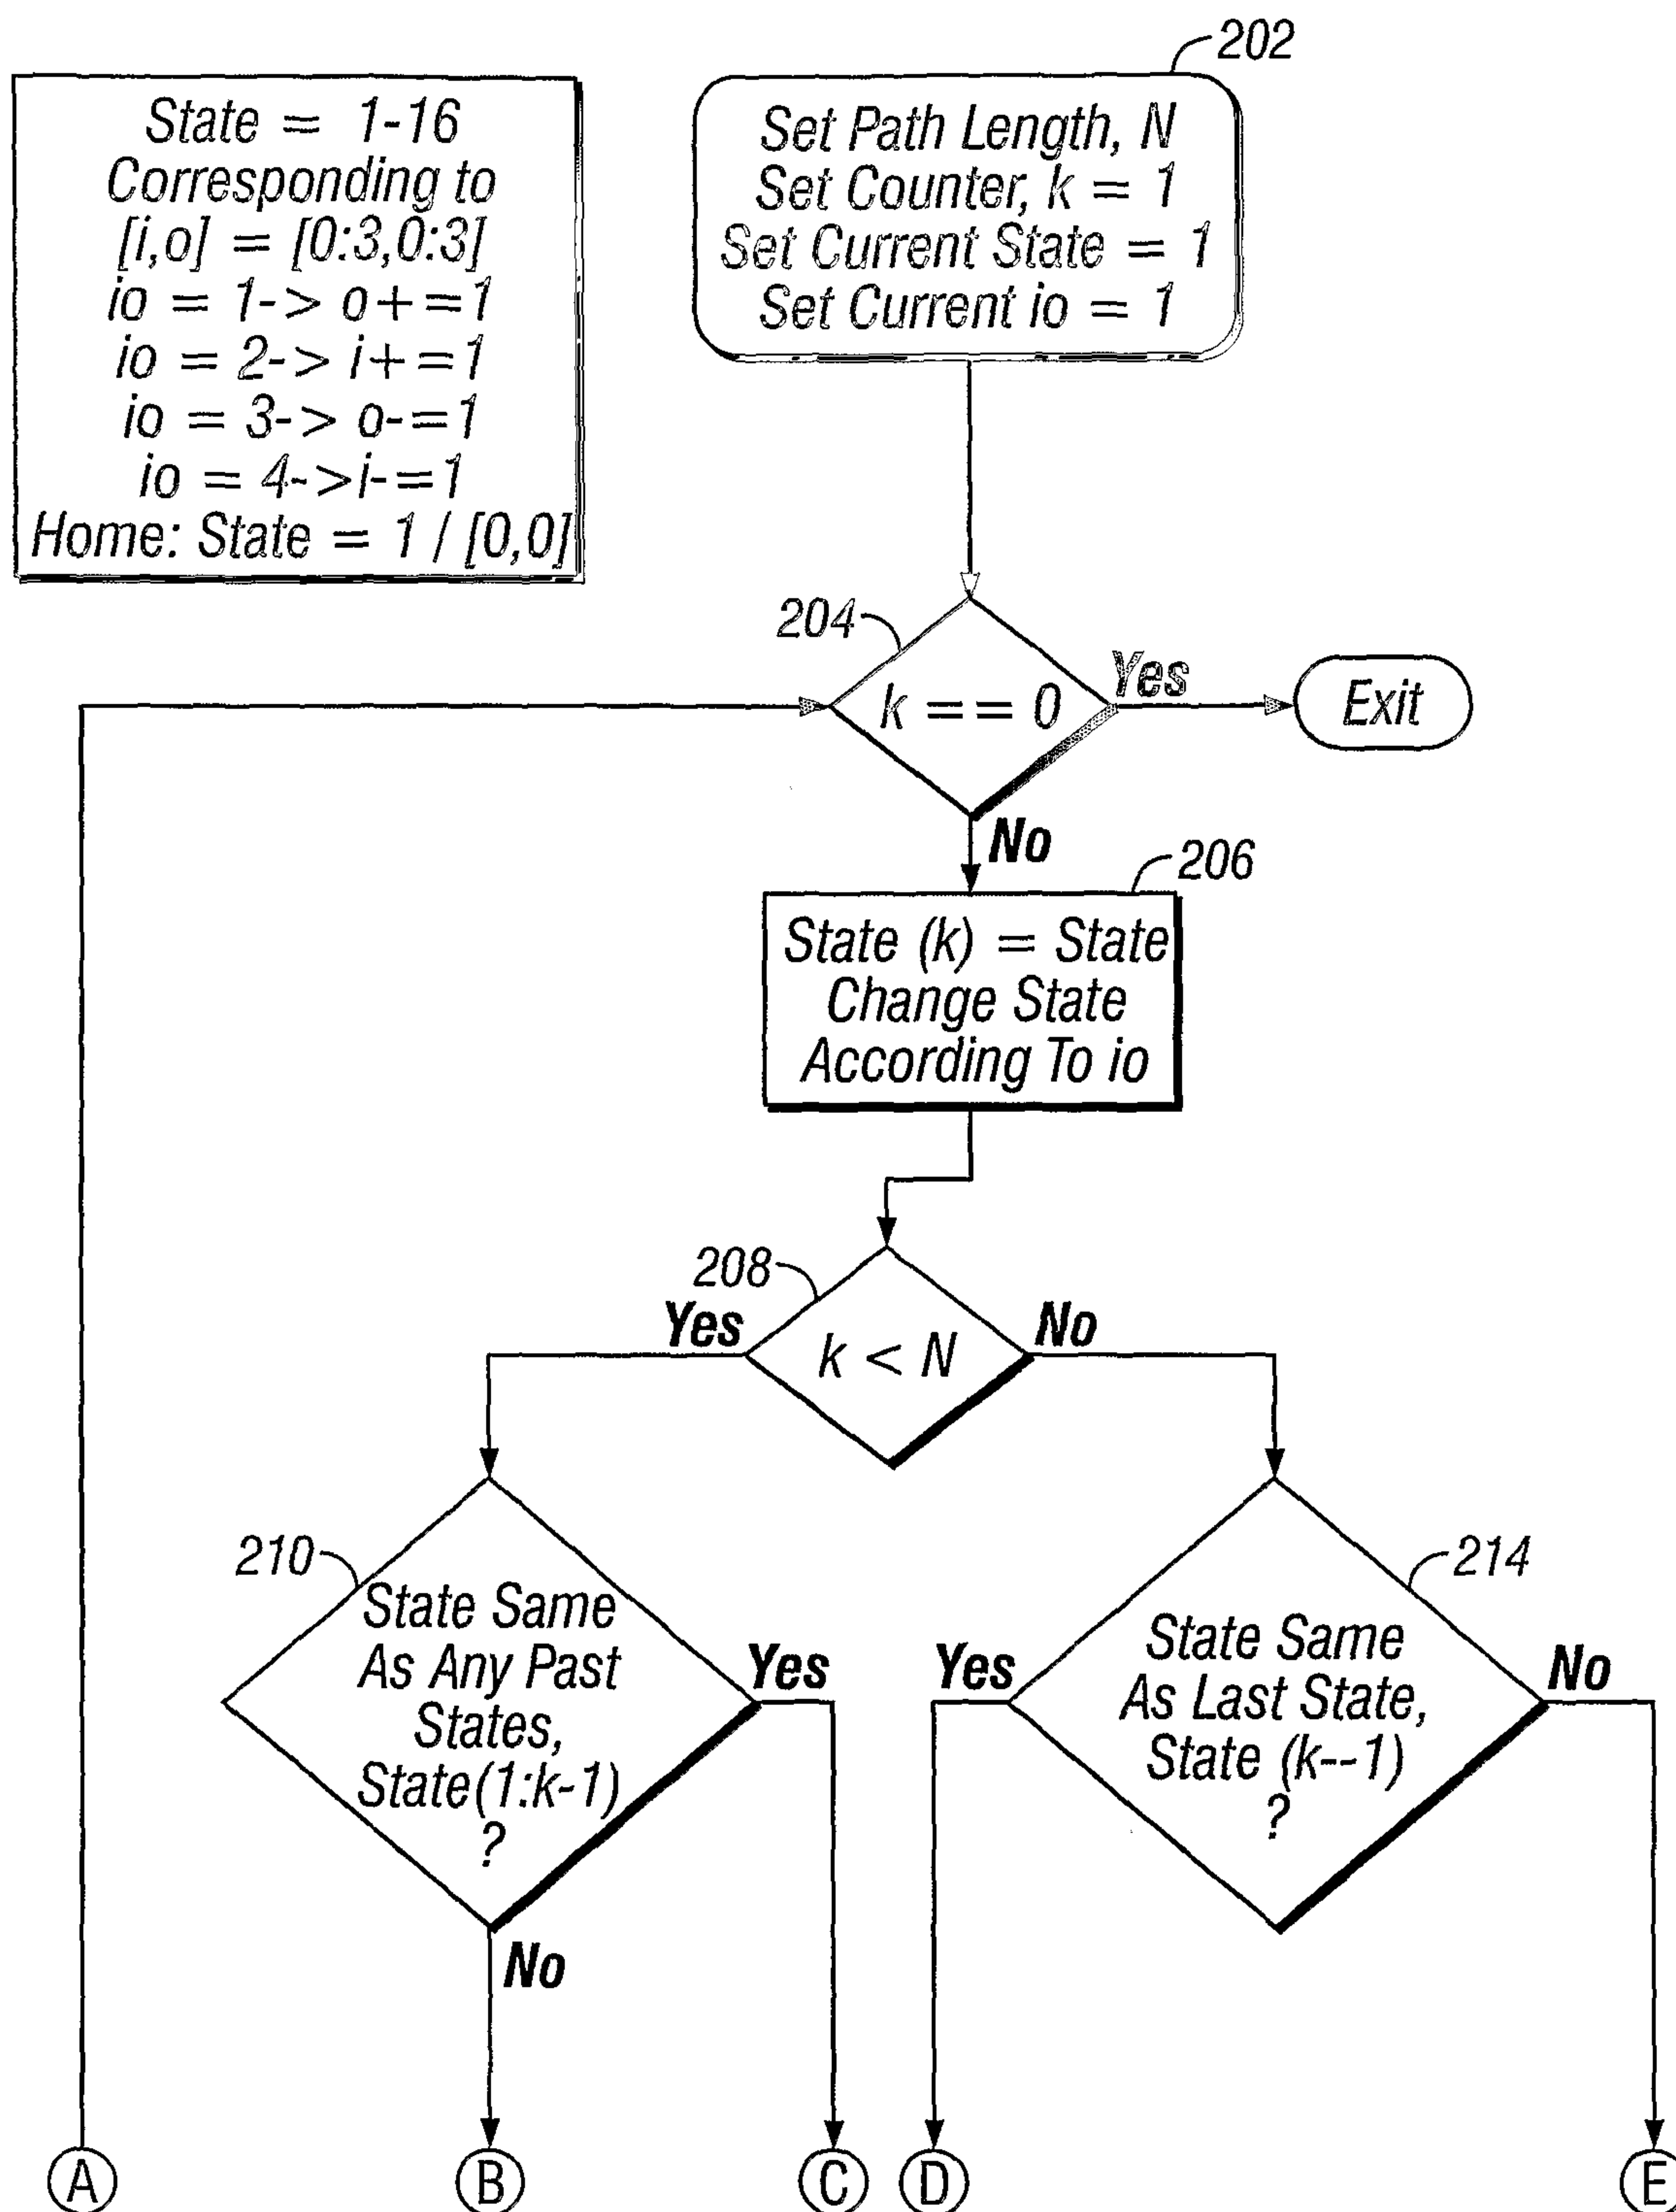 202
State = 1-16
Corresponding to
[i,o] = [0:3,0:3]
io = 1-> o+=1
io = 2-> i+=1
io = 3-> o-=1
io = 4->i-=1
Home: State = 1 / [0,0]
Set Path Length, N
Set Counter, k = 1
Set Current State = 1
Set Current io = 1
204
k == 0
Yes
Exit
No
206
State (k) = State
Change State
According To io
208
Yes
k < N
No
210
State Same
As Any Past
States,
State(1:k-1)
?
Yes
No
214
Yes
State Same
As Last State,
State (k--1)
?
No
A
B
C
D
E